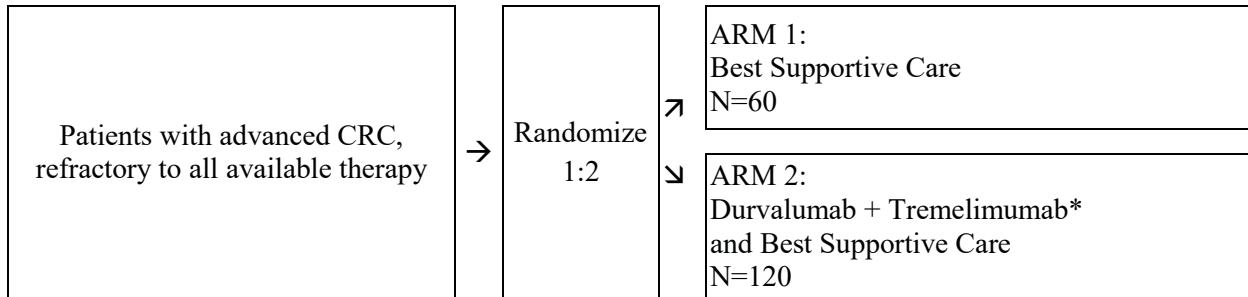 Patients with advanced CRC,
refractory to all available therapy
→
Randomize
1:2
↗
↘
ARM 1:
Best Supportive Care
N=60
ARM 2:
Durvalumab + Tremelimumab*
and Best Supportive Care
N=120